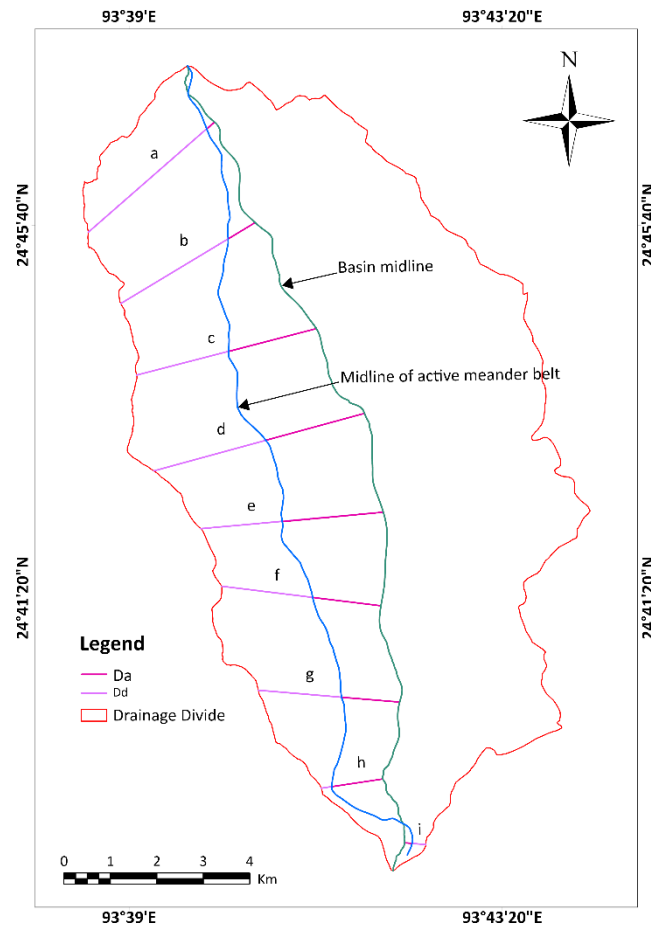 93°39'E 93°43'20"E
N
a
24°45'40"N 24°45'40"N
b
Basin midline
c
Midline of active meander belt
d
e
f
24°41'20"N 24°41'20"N
Legend
g
Da
Dd
Drainage Divide
h
i
0 1 2 3 4
Km
93°39'E 93°43'20"E